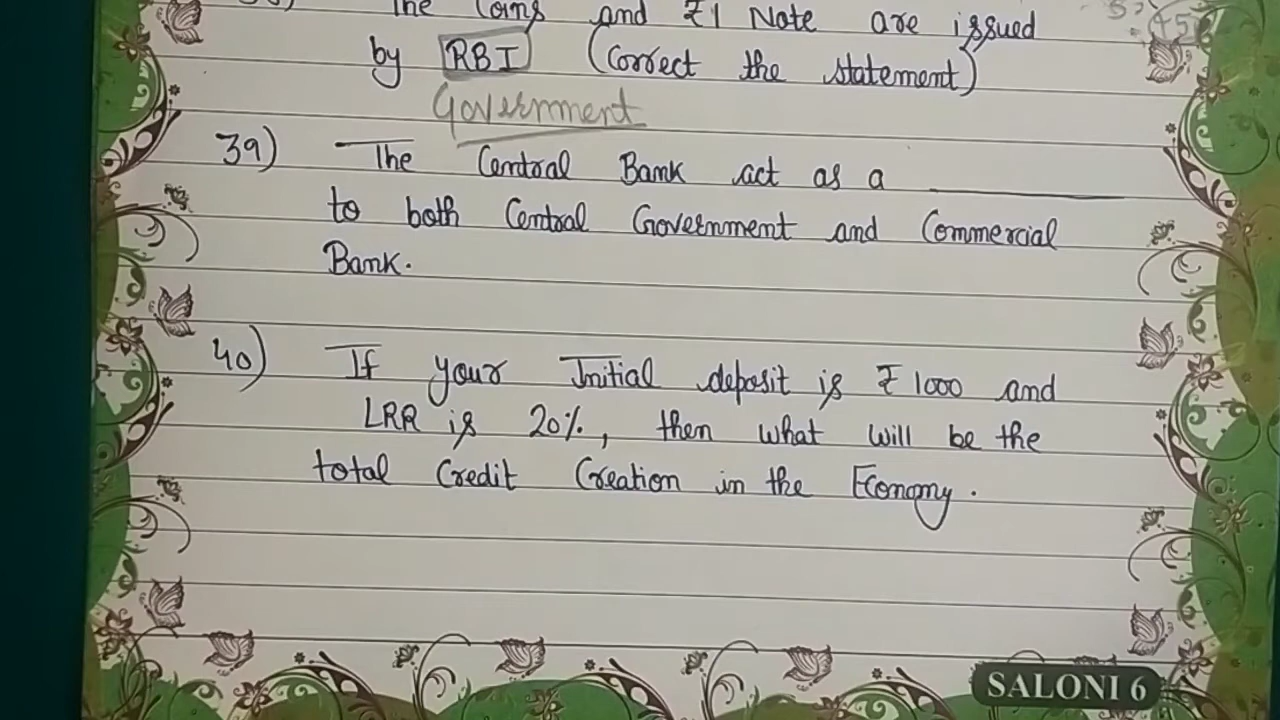 The Coins and ₹1 Note are issued
by RBI (Correct the statement)
Government
39) The Central Bank act as a ________
to both Central Government and Commercial
Bank.
40) If your Initial deposit is ₹1000 and
LRR is 20%, then what will be the
total Credit Creation in the Economy.
SALONI 6